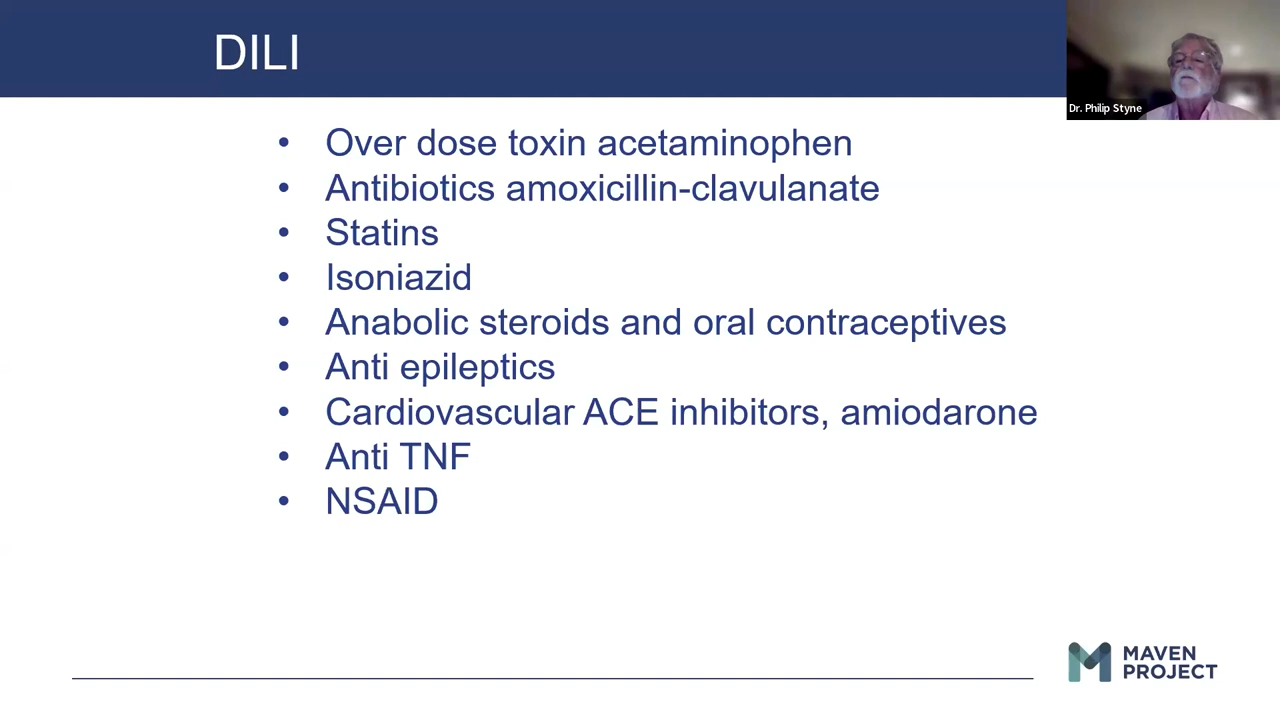 DILI
Dr. Philip Styne
• Over dose toxin acetaminophen
• Antibiotics amoxicillin-clavulanate
• Statins
• Isoniazid
• Anabolic steroids and oral contraceptives
• Anti epileptics
• Cardiovascular ACE inhibitors, amiodarone
• Anti TNF
• NSAID
MAVEN
PROJECT